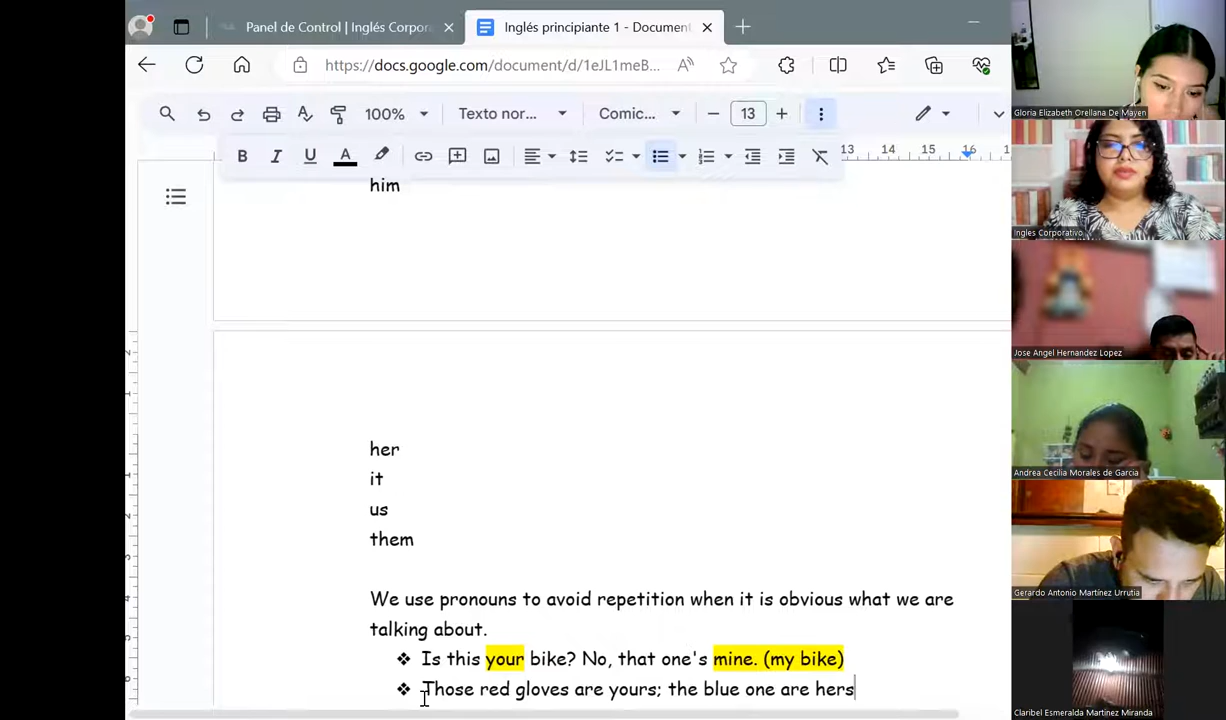 Panel de Control | Inglés Corpor
Inglés principiante 1 - Document
https://docs.google.com/document/d/1eJL1meB...
100%
Texto nor...
Comic...
13
13 14 15 16
him
her
it
us
them
We use pronouns to avoid repetition when it is obvious what we are
talking about.
❖ Is this your bike? No, that one's mine. (my bike)
❖ Those red gloves are yours; the blue one are hers
Gloria Elizabeth Orellana De Mayen
Ingles Corporativo
Jose Angel Hernandez Lopez
Andrea Cecilia Morales de Garcia
Gerardo Antonio Martínez Urrutia
Claribel Esmeralda Martínez Miranda